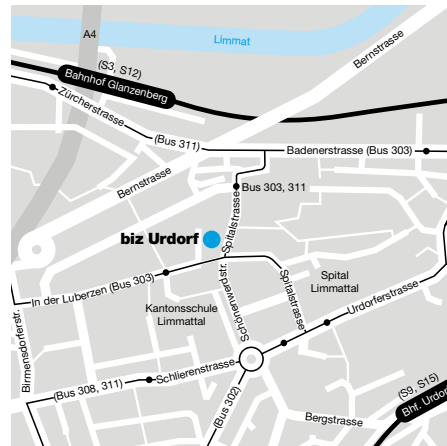 A4
Limmat
Bernstrasse
(S3, S12)
Bahnhof Glanzenberg
Zürcherstrasse
(Bus 311)
Badenerstrasse (Bus 303)
Bernstrasse
Bus 303, 311
Spitalstrasse
biz Urdorf
In der Luberzen (Bus 303)
Schönenwerdstr.
Spitalstrasse
Spital
Limmattal
Urdorferstrasse
Kantonsschule
Limmattal
Birmensdorferstr.
Schlierenstrasse
(Bus 308, 311)
(Bus 302)
Bergstrasse
(S9, S15)
Bhf. Urdorf